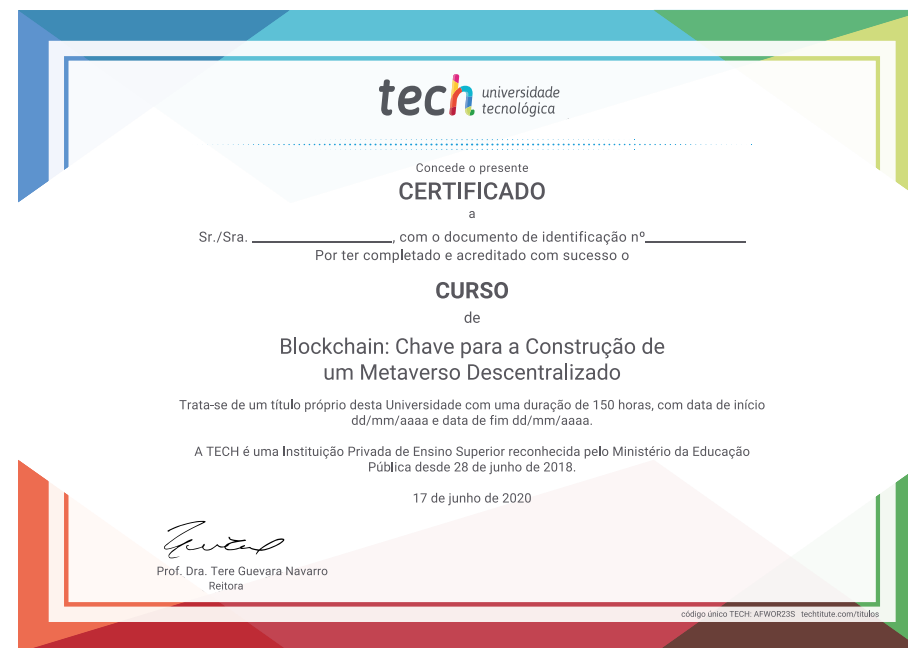 tech universidade
tecnológica
Concede o presente
CERTIFICADO
a
Sr./Sra. ____________________, com o documento de identificação nº______________
Por ter completado e acreditado com sucesso o
CURSO
de
Blockchain: Chave para a Construção de
um Metaverso Descentralizado
Trata-se de um título próprio desta Universidade com uma duração de 150 horas, com data de início
dd/mm/aaaa e data de fim dd/mm/aaaa.
A TECH é uma Instituição Privada de Ensino Superior reconhecida pelo Ministério da Educação
Pública desde 28 de junho de 2018.
17 de junho de 2020
Prof. Dra. Tere Guevara Navarro
Reitora
código único TECH: AFWOR23S techtitute.com/titulos